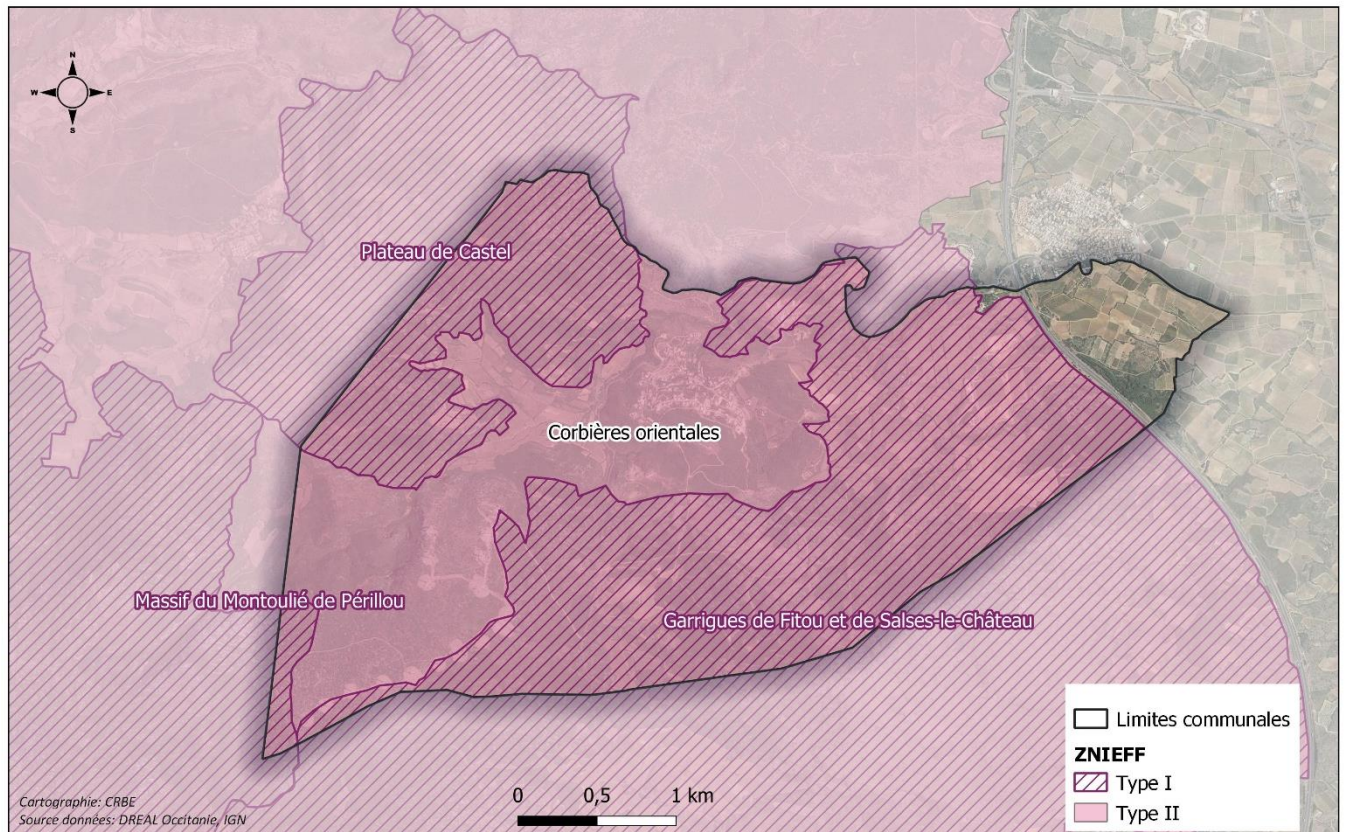 N
W E
S
Plateau de Castel
Corbières orientales
Massif du Montoulié de Périllou
Garrigues de Fitou et de Salses-le-Château
Limites communales
ZNIEFF
Type I
Type II
0 0,5 1 km
Cartographie: CRBE
Source données: DREAL Occitanie, IGN